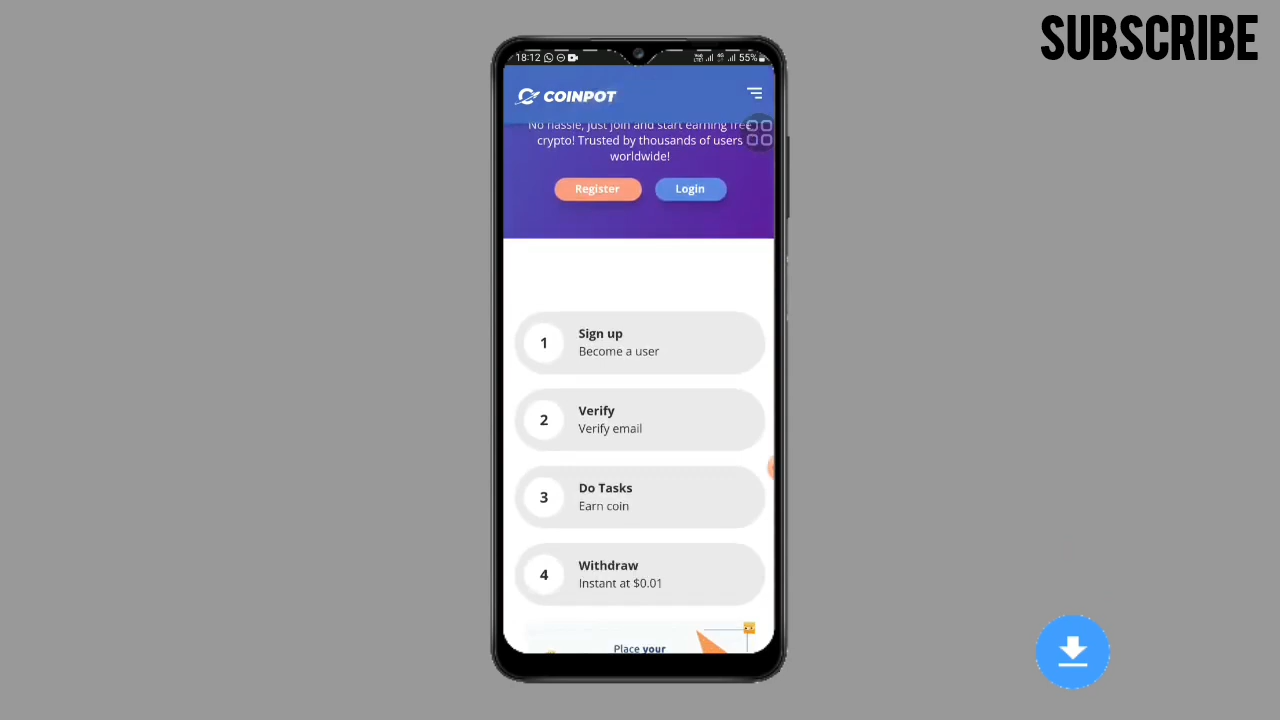 SUBSCRIBE
18:12
55%
COINPOT
No hassle, just join and start earning free
crypto! Trusted by thousands of users
worldwide!
Register
Login
1
Sign up
Become a user
2
Verify
Verify email
3
Do Tasks
Earn coin
4
Withdraw
Instant at $0.01
Place your